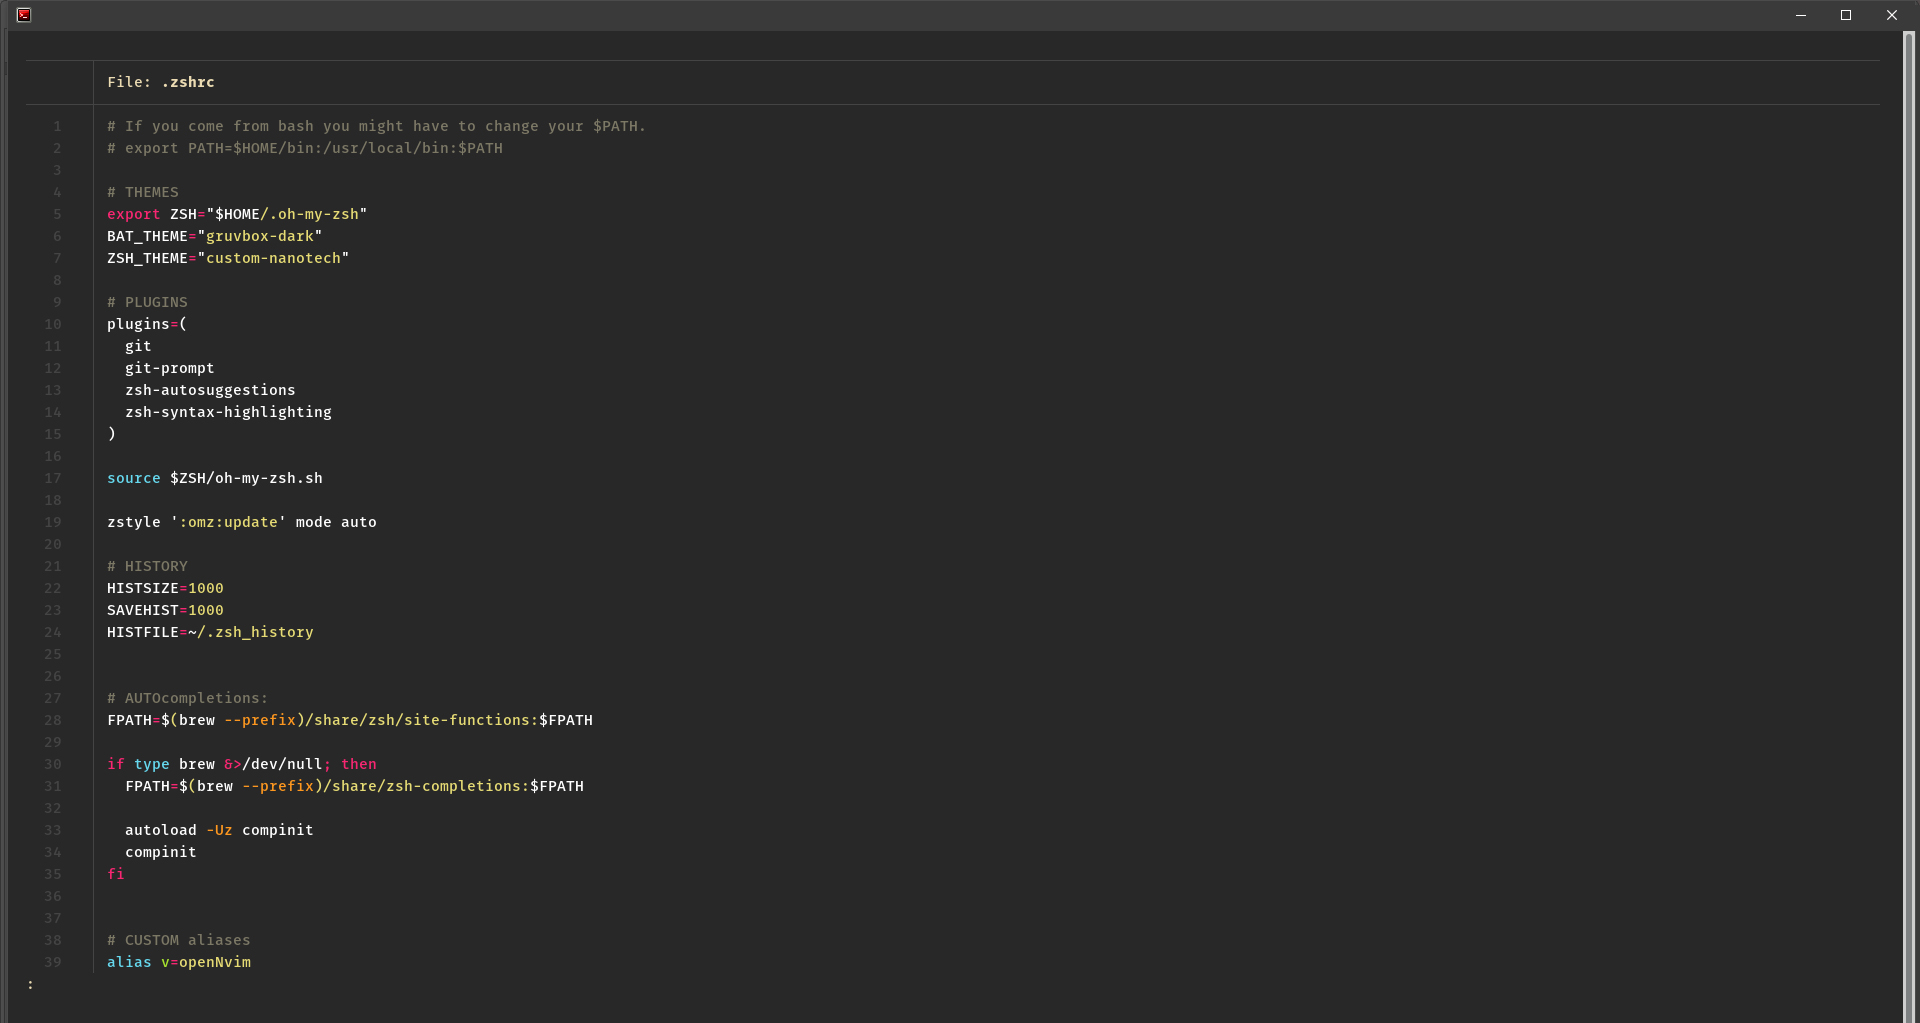 File: .zshrc
1 # If you come from bash you might have to change your $PATH.
2 # export PATH=$HOME/bin:/usr/local/bin:$PATH
3
4 # THEMES
5 export ZSH="$HOME/.oh-my-zsh"
6 BAT_THEME="gruvbox-dark"
7 ZSH_THEME="custom-nanotech"
8
9 # PLUGINS
10 plugins=(
11   git
12   git-prompt
13   zsh-autosuggestions
14   zsh-syntax-highlighting
15 )
16
17 source $ZSH/oh-my-zsh.sh
18
19 zstyle ':omz:update' mode auto
20
21 # HISTORY
22 HISTSIZE=1000
23 SAVEHIST=1000
24 HISTFILE=~/.zsh_history
25
26
27 # AUTOcompletions:
28 FPATH=$(brew --prefix)/share/zsh/site-functions:$FPATH
29
30 if type brew &>/dev/null; then
31   FPATH=$(brew --prefix)/share/zsh-completions:$FPATH
32
33   autoload -Uz compinit
34   compinit
35 fi
36
37
38 # CUSTOM aliases
39 alias v=openNvim
: